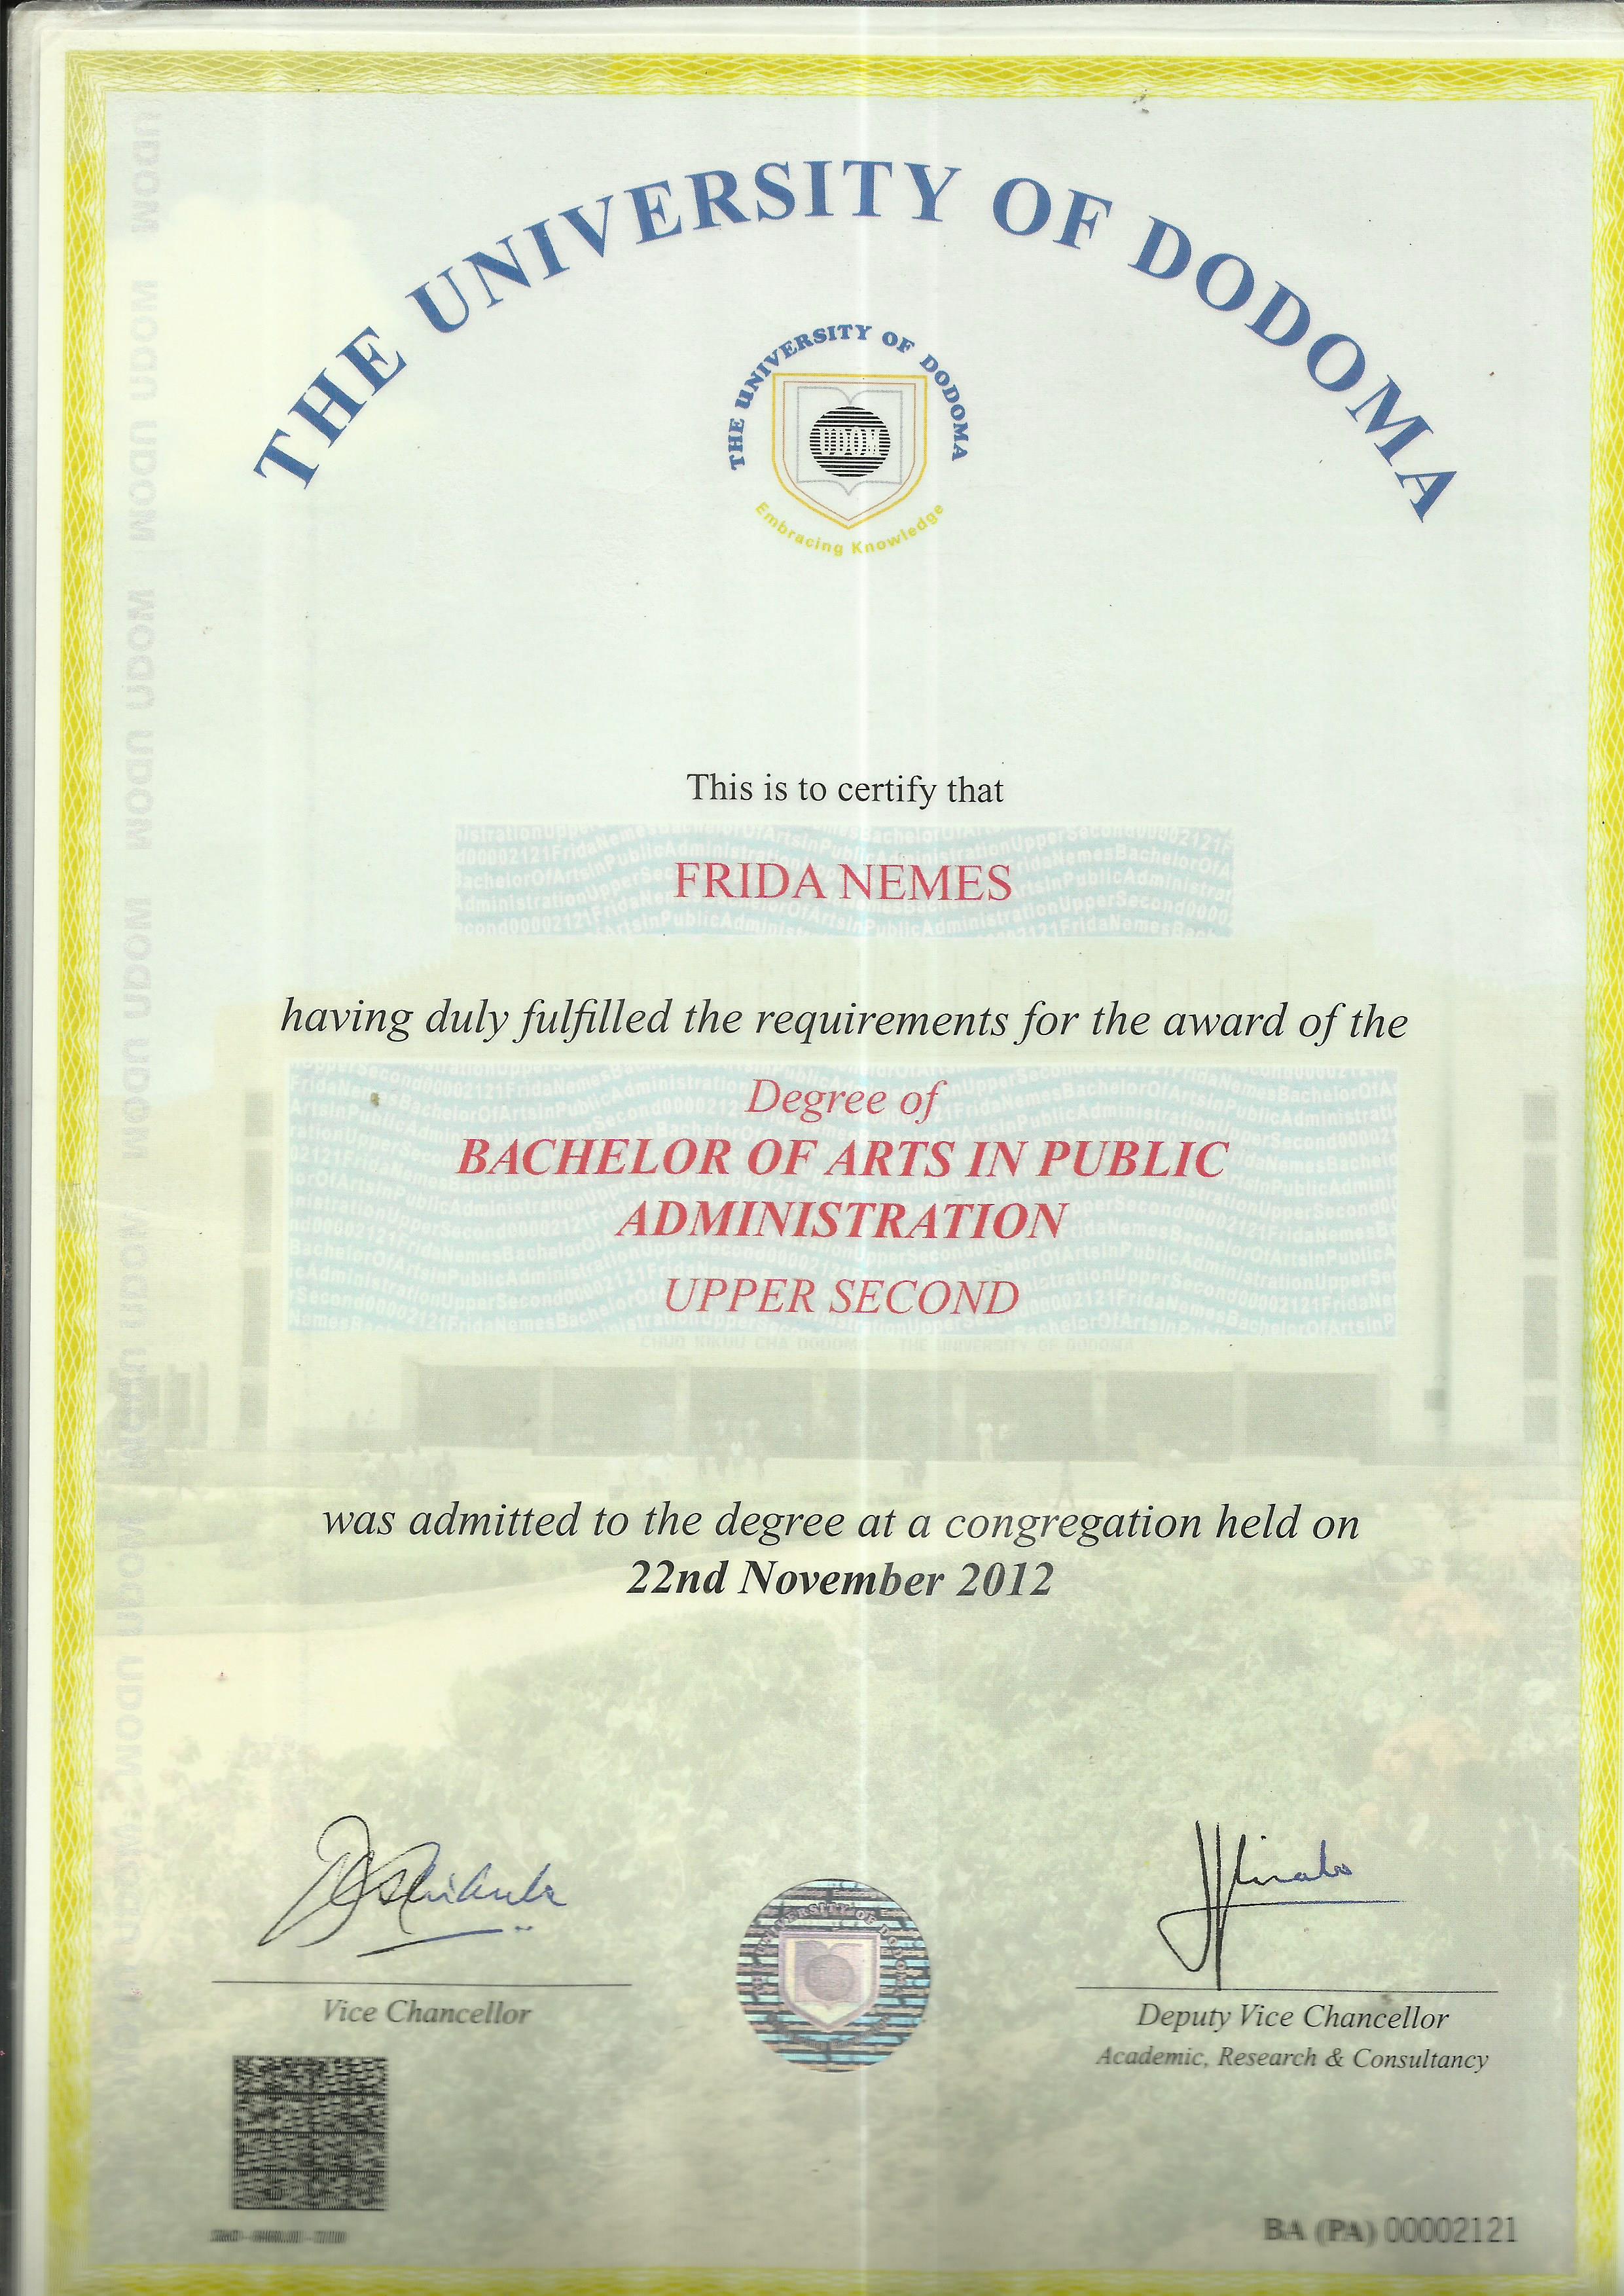 THE UNIVERSITY OF DODOMA
THE UNIVERSITY OF DODOMA
UDOM
Embracing Knowledge
This is to certify that
FRIDA NEMES
having duly fulfilled the requirements for the award of the
Degree of
BACHELOR OF ARTS IN PUBLIC
ADMINISTRATION
UPPER SECOND
CHUO KIKUU CHA DODOMA THE UNIVERSITY OF DODOMA
was admitted to the degree at a congregation held on
22nd November 2012
Vice Chancellor
Deputy Vice Chancellor
Academic, Research & Consultancy
BA (PA) 00002121